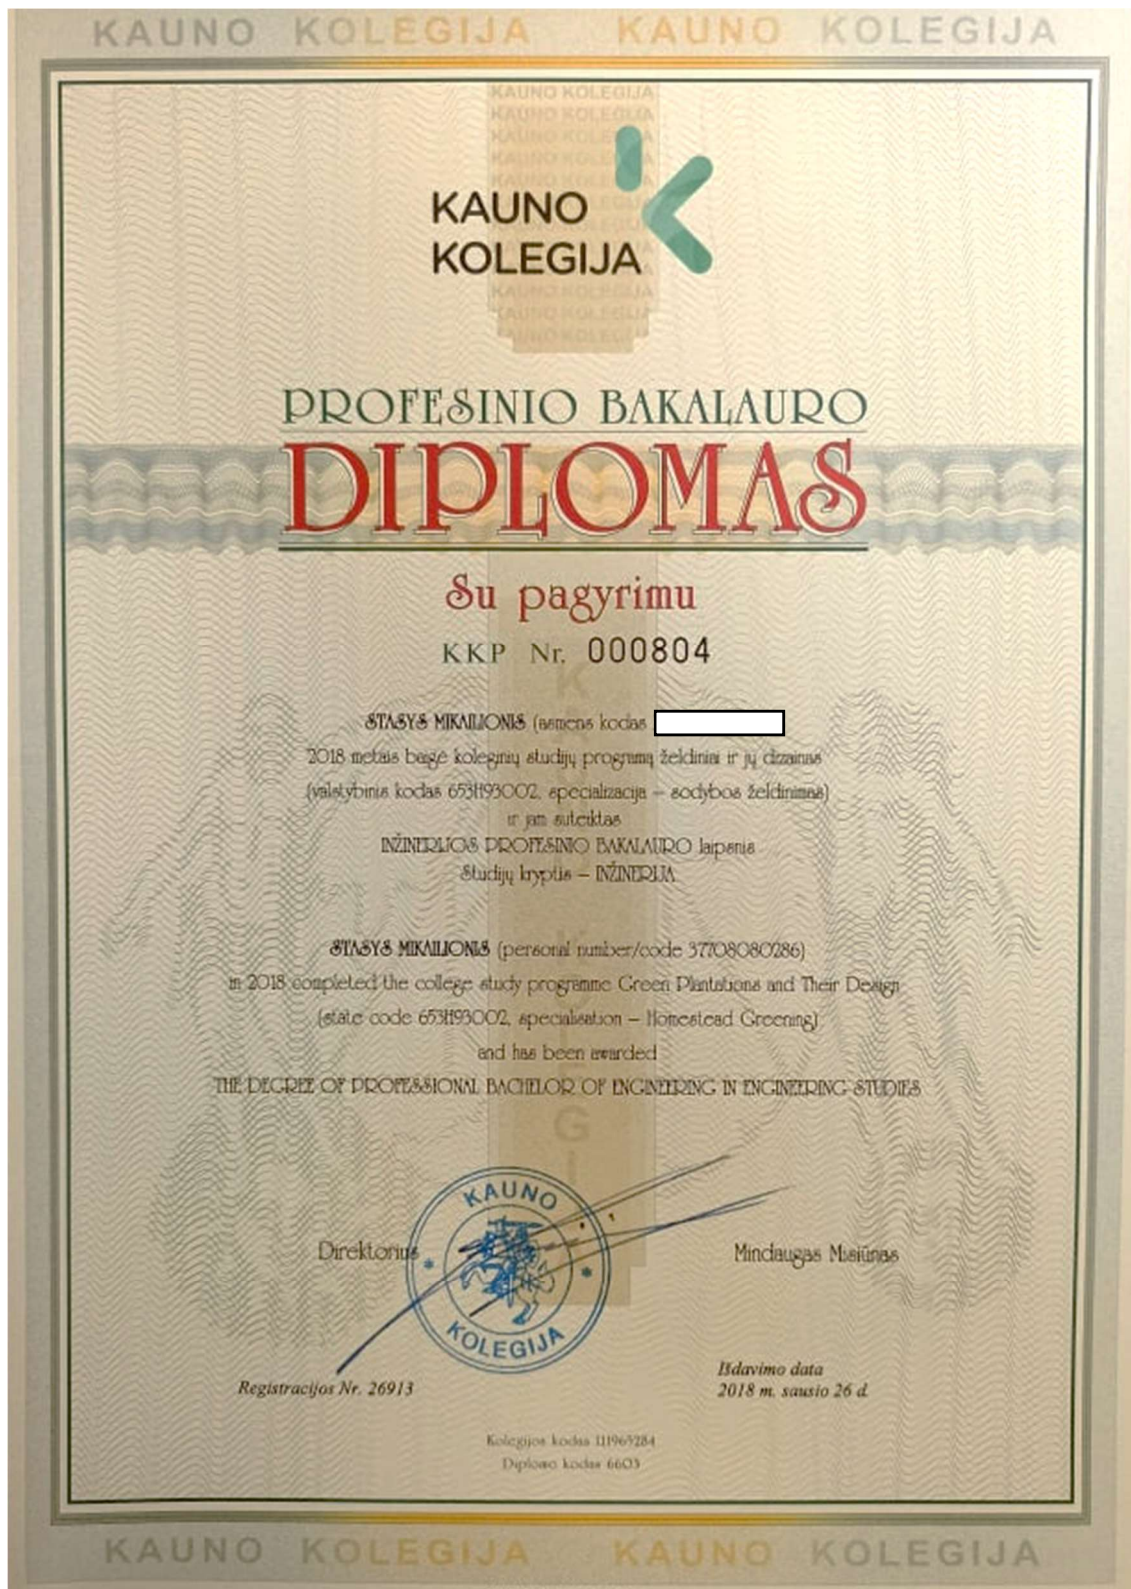 KAUNO KOLEGIJA KAUNO KOLEGIJA
KAUNO KOLEGIJA
KAUNO
KOLEGIJA
PROFESINIO BAKALAURO
DIPLOMAS
Su pagyrimu
KKP Nr. 000804
STASYS MIKAILIONIS (asmens kodas
2018 metais baigė koleginių studijų programą želdiniai ir jų dizainas
(valstybinis kodas 653H93002, specializacija – sodybos želdinimas)
ir jam suteiktas
INŽINERIJOS PROFESINIO BAKALAURO laipsnis
Studijų kryptis – INŽINERIJA
STASYS MIKAILIONIS (personal number/code 37708080286)
in 2018 completed the college study programme Green Plantations and Their Design
(state code 653H93002, specialisation – Homestead Greening)
and has been awarded
THE DEGREE OF PROFESSIONAL BACHELOR OF ENGINEERING IN ENGINEERING STUDIES
KAUNO
Direktorius Mindaugas Misiūnas
KOLEGIJA
Registracijos Nr. 26913
Išdavimo data
2018 m. sausio 26 d.
Kolegijos kodas 111965284
Diplomo kodas 6603
KAUNO KOLEGIJA KAUNO KOLEGIJA